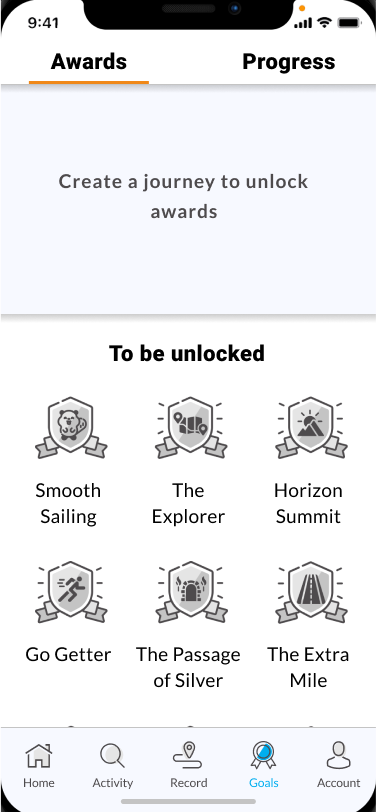 9:41
Awards Progress
Create a journey to unlock
awards
To be unlocked
Smooth
Sailing
The
Explorer
Horizon
Summit
Go Getter
The Passage
of Silver
The Extra
Mile
Home Activity Record Goals Account